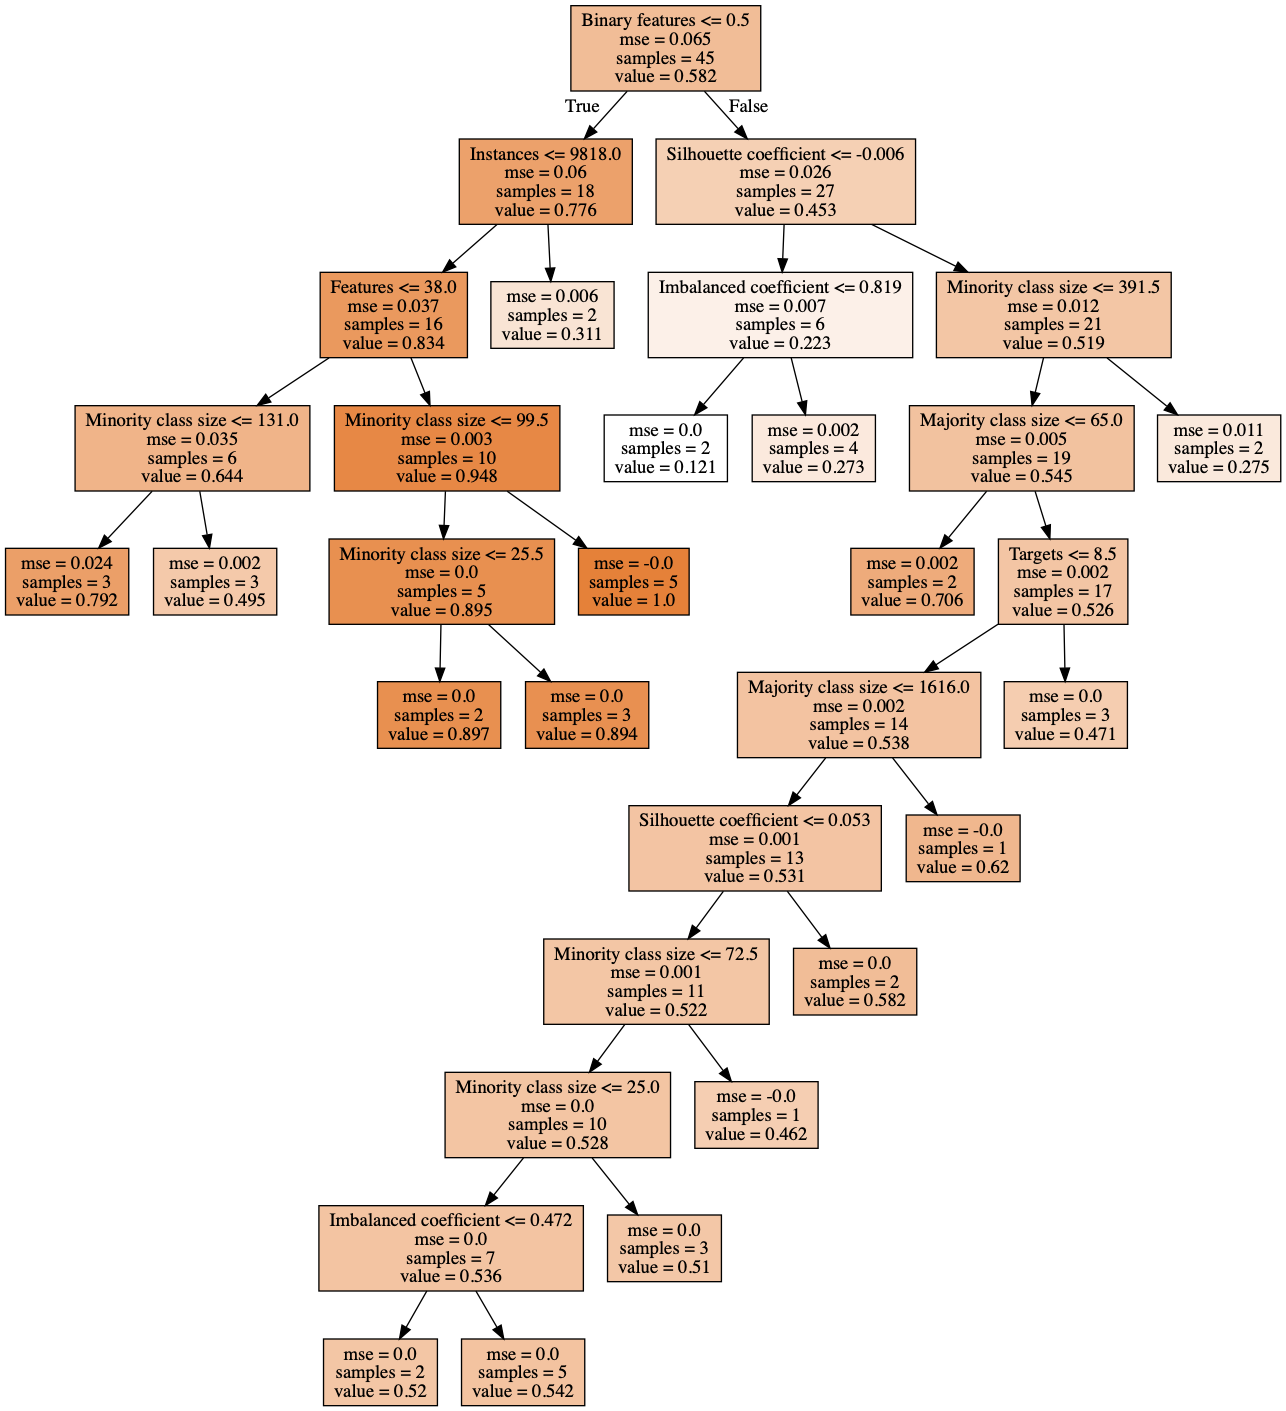 Binary features <= 0.5
mse = 0.065
samples = 45
value = 0.582
True
False
Instances <= 9818.0
mse = 0.06
samples = 18
value = 0.776
Silhouette coefficient <= -0.006
mse = 0.026
samples = 27
value = 0.453
Features <= 38.0
mse = 0.037
samples = 16
value = 0.834
mse = 0.006
samples = 2
value = 0.311
Imbalanced coefficient <= 0.819
mse = 0.007
samples = 6
value = 0.223
Minority class size <= 391.5
mse = 0.012
samples = 21
value = 0.519
Minority class size <= 131.0
mse = 0.035
samples = 6
value = 0.644
Minority class size <= 99.5
mse = 0.003
samples = 10
value = 0.948
mse = 0.0
samples = 2
value = 0.121
mse = 0.002
samples = 4
value = 0.273
Majority class size <= 65.0
mse = 0.005
samples = 19
value = 0.545
mse = 0.011
samples = 2
value = 0.275
mse = 0.024
samples = 3
value = 0.792
mse = 0.002
samples = 3
value = 0.495
Minority class size <= 25.5
mse = 0.0
samples = 5
value = 0.895
mse = -0.0
samples = 5
value = 1.0
mse = 0.002
samples = 2
value = 0.706
Targets <= 8.5
mse = 0.002
samples = 17
value = 0.526
mse = 0.0
samples = 2
value = 0.897
mse = 0.0
samples = 3
value = 0.894
Majority class size <= 1616.0
mse = 0.002
samples = 14
value = 0.538
mse = 0.0
samples = 3
value = 0.471
Silhouette coefficient <= 0.053
mse = 0.001
samples = 13
value = 0.531
mse = -0.0
samples = 1
value = 0.62
Minority class size <= 72.5
mse = 0.001
samples = 11
value = 0.522
mse = 0.0
samples = 2
value = 0.582
Minority class size <= 25.0
mse = 0.0
samples = 10
value = 0.528
mse = -0.0
samples = 1
value = 0.462
Imbalanced coefficient <= 0.472
mse = 0.0
samples = 7
value = 0.536
mse = 0.0
samples = 3
value = 0.51
mse = 0.0
samples = 2
value = 0.52
mse = 0.0
samples = 5
value = 0.542